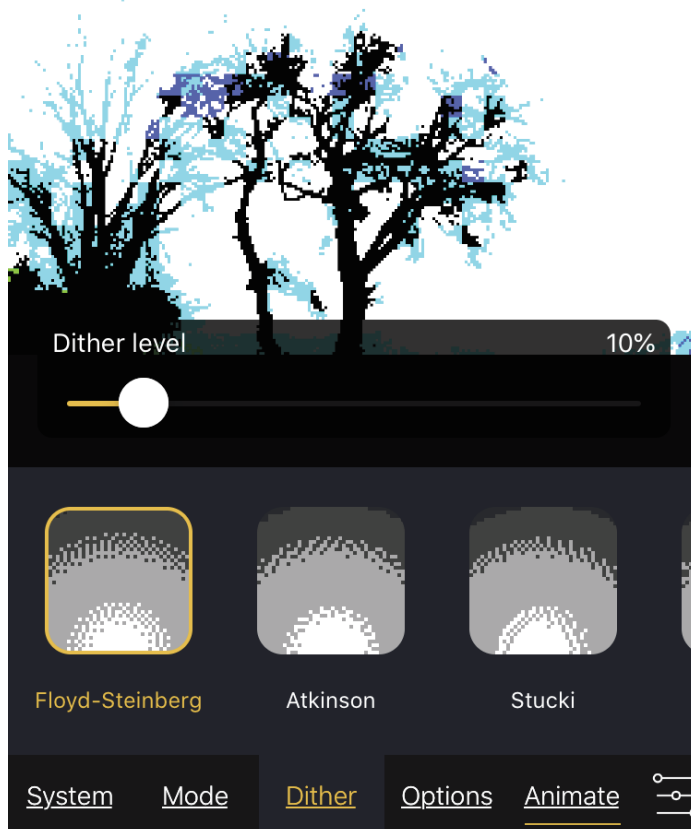 Dither level 10%
Floyd-Steinberg Atkinson Stucki
System Mode Dither Options Animate